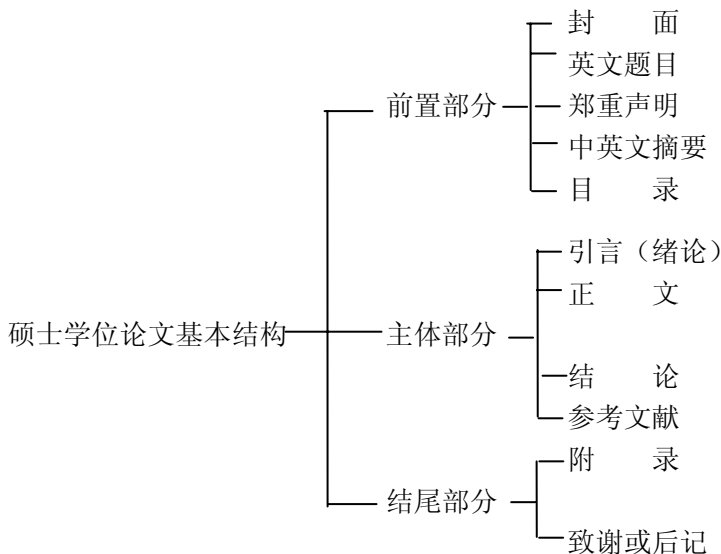 封　　面
英文题目
前置部分
郑重声明
中英文摘要
目　　录
引言（绪论）
正　　文
硕士学位论文基本结构
主体部分
结　　论
参考文献
附　　录
结尾部分
致谢或后记